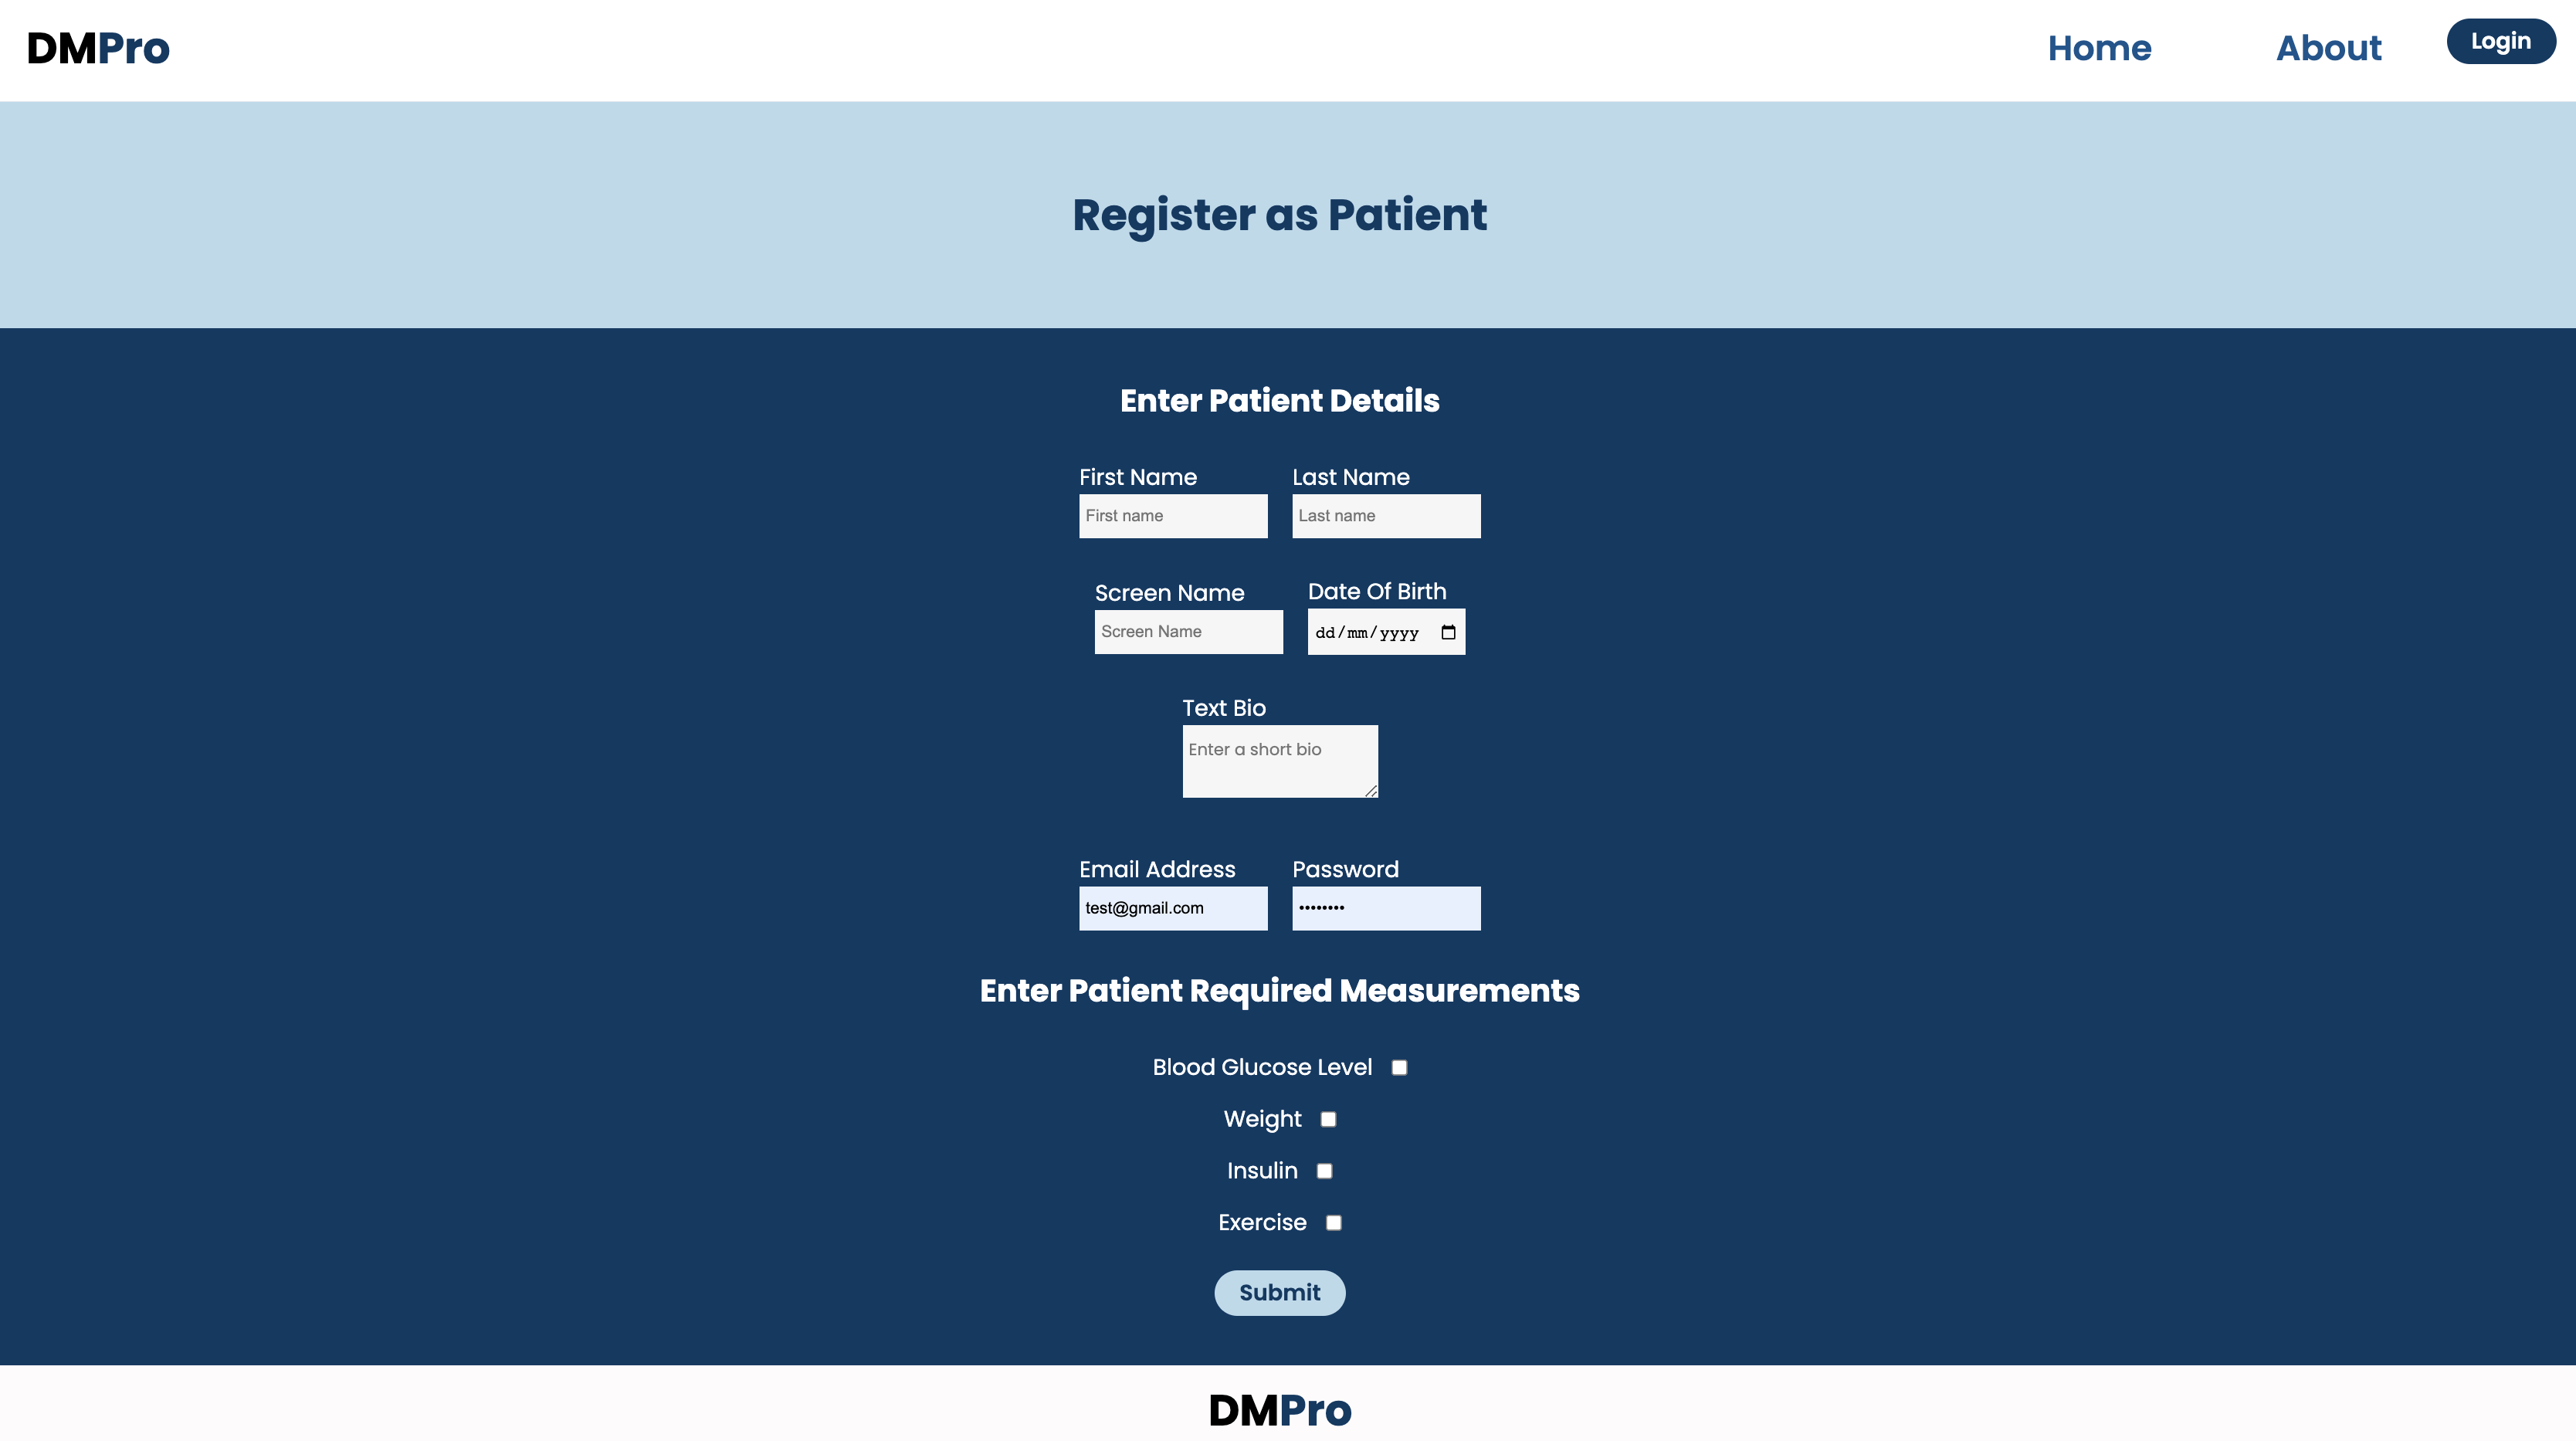 DMPro
Home About Login
Register as Patient
Enter Patient Details
First Name Last Name
First name Last name
Screen Name Date Of Birth
Screen Name dd/mm/yyyy
Text Bio
Enter a short bio
Email Address Password
test@gmail.com ••••••••
Enter Patient Required Measurements
Blood Glucose Level
Weight
Insulin
Exercise
Submit
DMPro